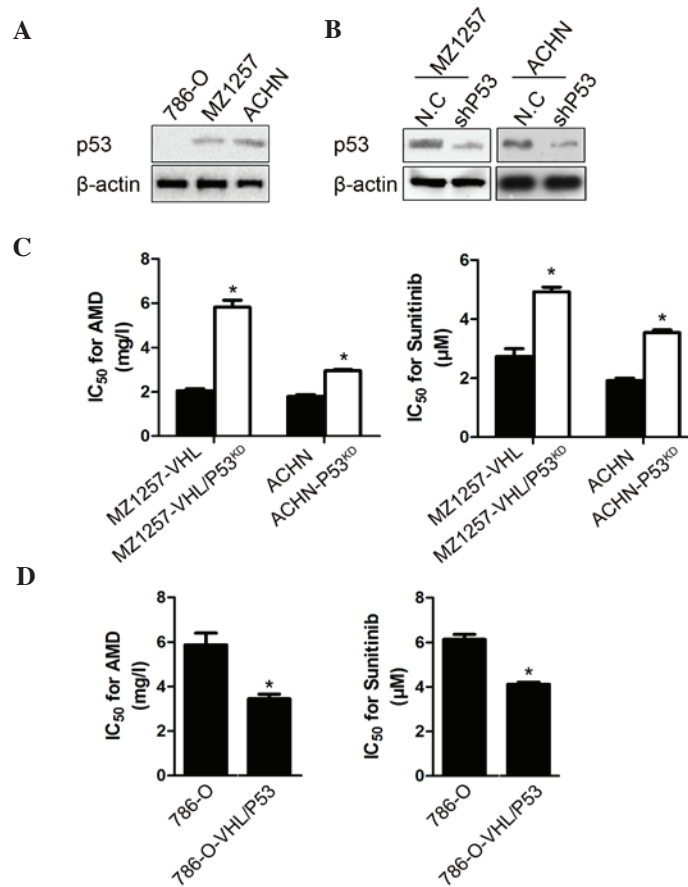 A
786-O
MZ1257
ACHN
p53
β-actin
B
MZ1257
ACHN
N.C
shP53
N.C
shP53
p53
β-actin
C
IC50 for AMD
(mg/l)
8
6
4
2
0
*
*
MZ1257-VHL
MZ1257-VHL/P53KD
ACHN
ACHN-P53KD
IC50 for Sunitinib
(μM)
6
4
2
0
*
*
MZ1257-VHL
MZ1257-VHL/P53KD
ACHN
ACHN-P53KD
D
IC50 for AMD
(mg/l)
8
6
4
2
0
*
786-O
786-O-VHL/P53
IC50 for Sunitinib
(μM)
8
6
4
2
0
*
786-O
786-O-VHL/P53